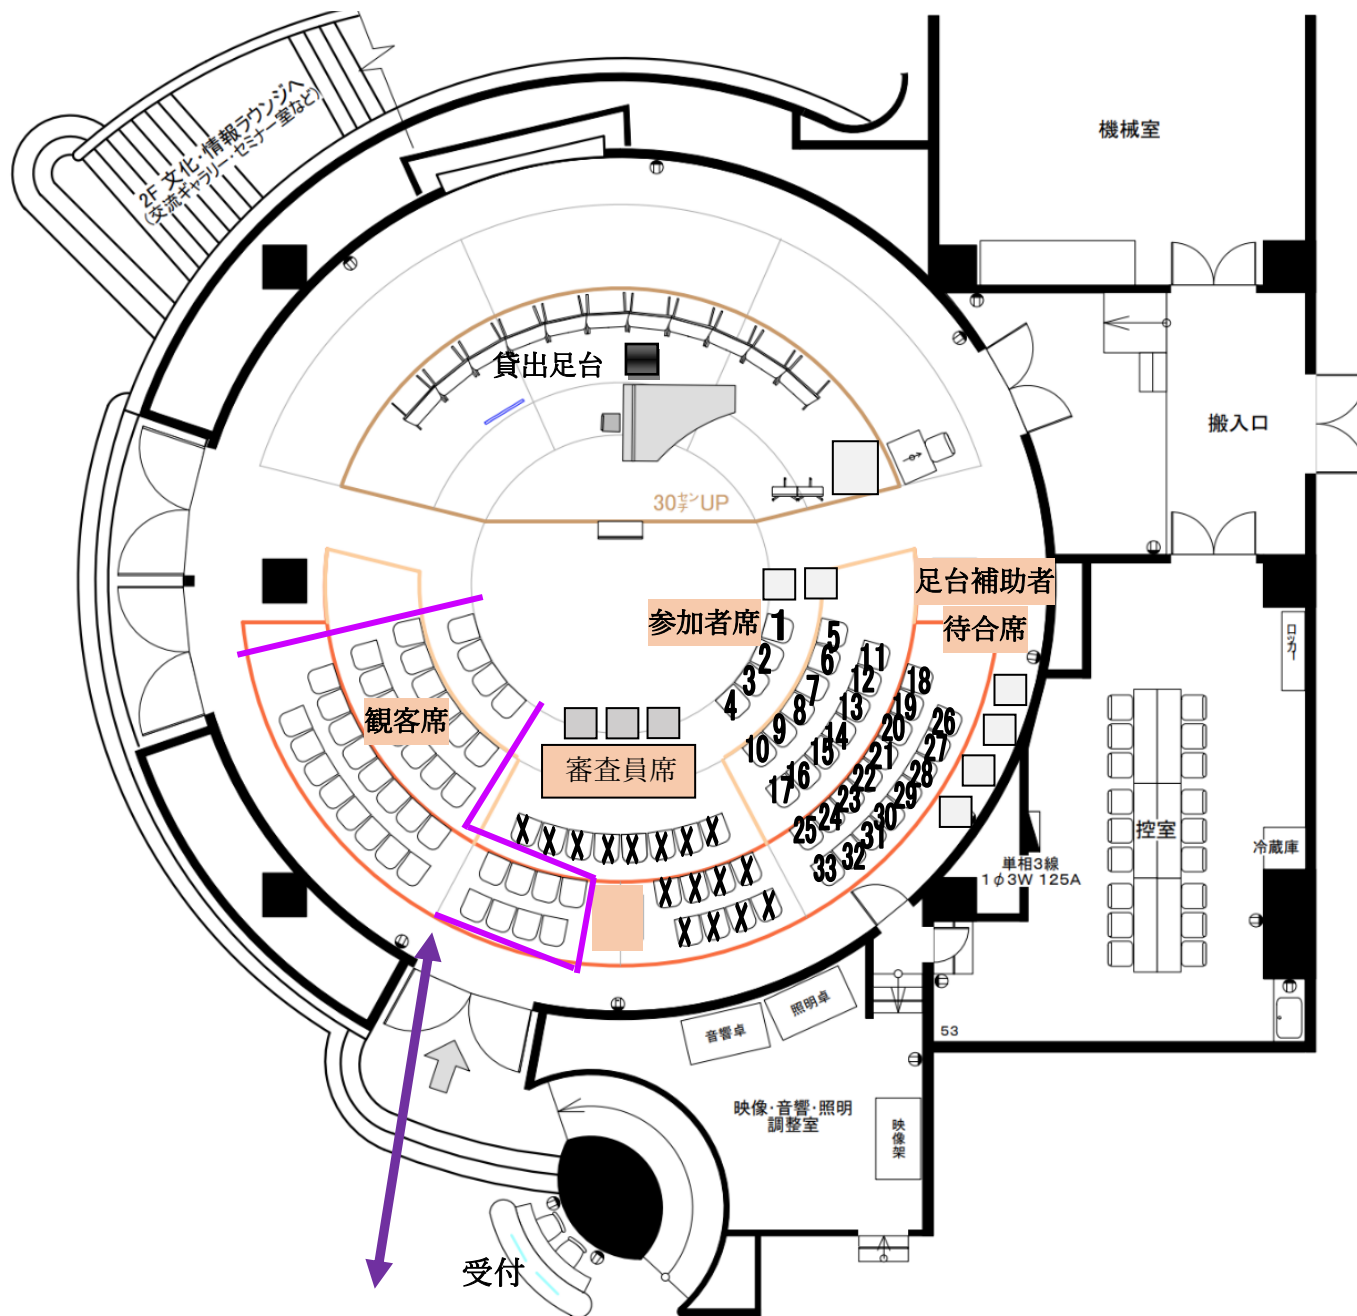 2F 文化・情報ラウンジへ
(交流ギャラリー・セミナー室など)
機械室
貸出足台
搬入口
30センチUP
足台補助者
待合席
参加者席
観客席
審査員席
1
2
3
4
5
6
7
8
9
10
11
12
13
14
15
16
17
18
19
20
21
22
23
24
25
26
27
28
29
30
31
32
33
X X X X X X X X
X X X X
X X X X
ロッカー
控室
冷蔵庫
単相3線
1φ3W 125A
53
照明卓
音響卓
映像・音響・照明
調整室
映像架
受付